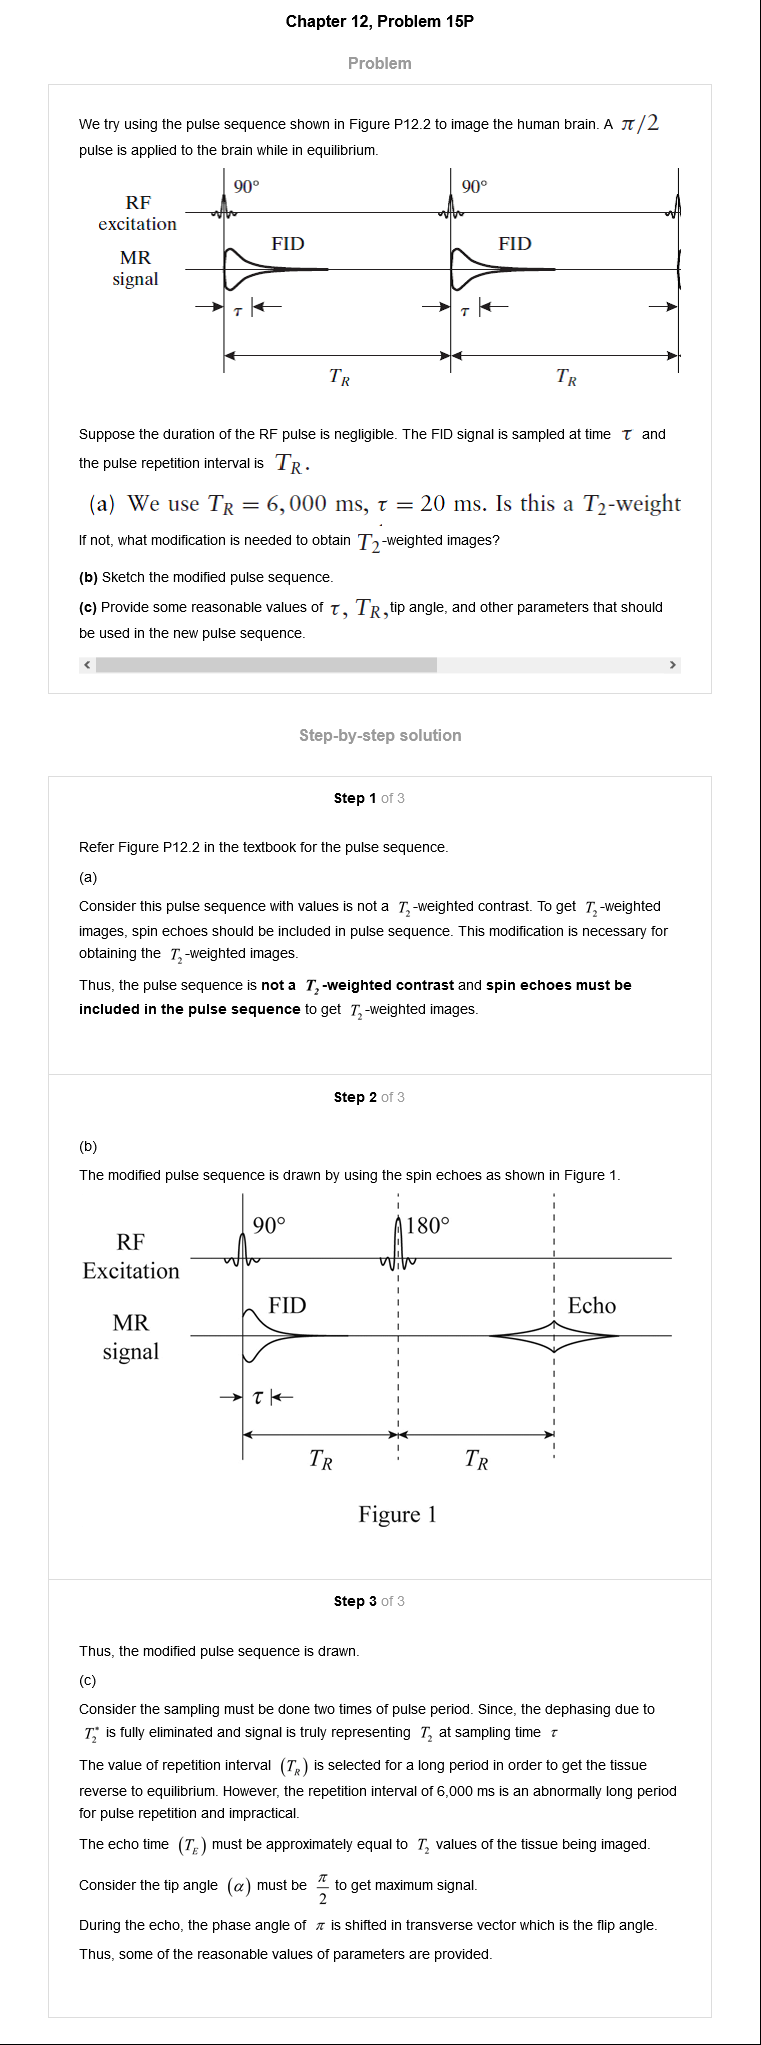 Chapter 12, Problem 15P
Problem
We try using the pulse sequence shown in Figure P12.2 to image the human brain. A π/2
pulse is applied to the brain while in equilibrium.
90° 90°
RF
excitation
FID FID
MR
signal
τ τ
T_R T_R
Suppose the duration of the RF pulse is negligible. The FID signal is sampled at time τ and
the pulse repetition interval is T_R.
(a) We use T_R = 6,000 ms, τ = 20 ms. Is this a T_2-weight
If not, what modification is needed to obtain T_2-weighted images?
(b) Sketch the modified pulse sequence.
(c) Provide some reasonable values of τ, T_R, tip angle, and other parameters that should
be used in the new pulse sequence.
Step-by-step solution
Step 1 of 3
Refer Figure P12.2 in the textbook for the pulse sequence.
(a)
Consider this pulse sequence with values is not a T_2-weighted contrast. To get T_2-weighted
images, spin echoes should be included in pulse sequence. This modification is necessary for
obtaining the T_2-weighted images.
Thus, the pulse sequence is not a T_2-weighted contrast and spin echoes must be
included in the pulse sequence to get T_2-weighted images.
Step 2 of 3
(b)
The modified pulse sequence is drawn by using the spin echoes as shown in Figure 1.
90° 180°
RF
Excitation
FID Echo
MR
signal
τ
T_R T_R
Figure 1
Step 3 of 3
Thus, the modified pulse sequence is drawn.
(c)
Consider the sampling must be done two times of pulse period. Since, the dephasing due to
T_2^* is fully eliminated and signal is truly representing T_2 at sampling time τ
The value of repetition interval (T_R) is selected for a long period in order to get the tissue
reverse to equilibrium. However, the repetition interval of 6,000 ms is an abnormally long period
for pulse repetition and impractical.
The echo time (T_E) must be approximately equal to T_2 values of the tissue being imaged.
Consider the tip angle (α) must be π/2 to get maximum signal.
During the echo, the phase angle of π is shifted in transverse vector which is the flip angle.
Thus, some of the reasonable values of parameters are provided.